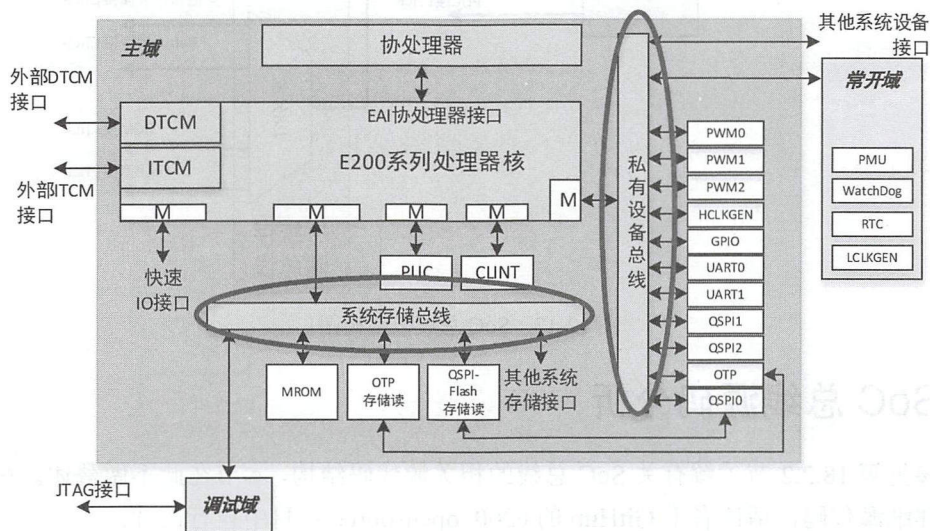 主域
协处理器
其他系统设备
接口
常开域
PMU
WatchDog
RTC
LCLKGEN
外部DTCM
接口
外部ITCM
接口
DTCM
ITCM
EAI协处理器接口
E200系列处理器核
M
M
M
M
M
快速
IO接口
PLIC
CLINT
系统存储总线
MROM
OTP
存储读
QSPI-
Flash
存储读
其他系统
存储接口
私有设备总线
PWM0
PWM1
PWM2
HCLKGEN
GPIO
UART0
UART1
QSPI1
QSPI2
OTP
QSPI0
JTAG接口
调试域